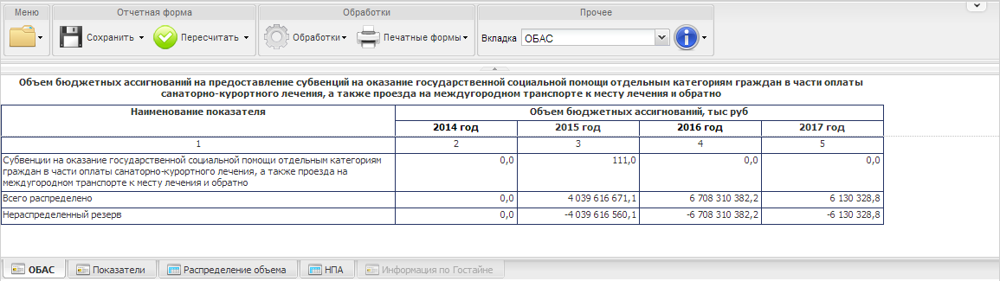 Меню
Отчетная форма
Обработки
Прочее
Сохранить
Пересчитать
Обработки
Печатные формы
Вкладка
ОБАС
Объем бюджетных ассигнований на предоставление субвенций на оказание государственной социальной помощи отдельным категориям граждан в части оплаты
санаторно-курортного лечения, а также проезда на междугородном транспорте к месту лечения и обратно
Наименование показателя
Объем бюджетных ассигнований, тыс руб
2014 год 2015 год 2016 год 2017 год
1 2 3 4 5
Субвенции на оказание государственной социальной помощи отдельным категориям 0,0 111,0 0,0 0,0
граждан в части оплаты санаторно-курортного лечения, а также проезда на
междугородном транспорте к месту лечения и обратно
Всего распределено 0,0 4 039 616 671,1 6 708 310 382,2 6 130 328,8
Нераспределенный резерв 0,0 -4 039 616 560,1 -6 708 310 382,2 -6 130 328,8
ОБАС
Показатели
Распределение объема
НПА
Информация по Гостайне